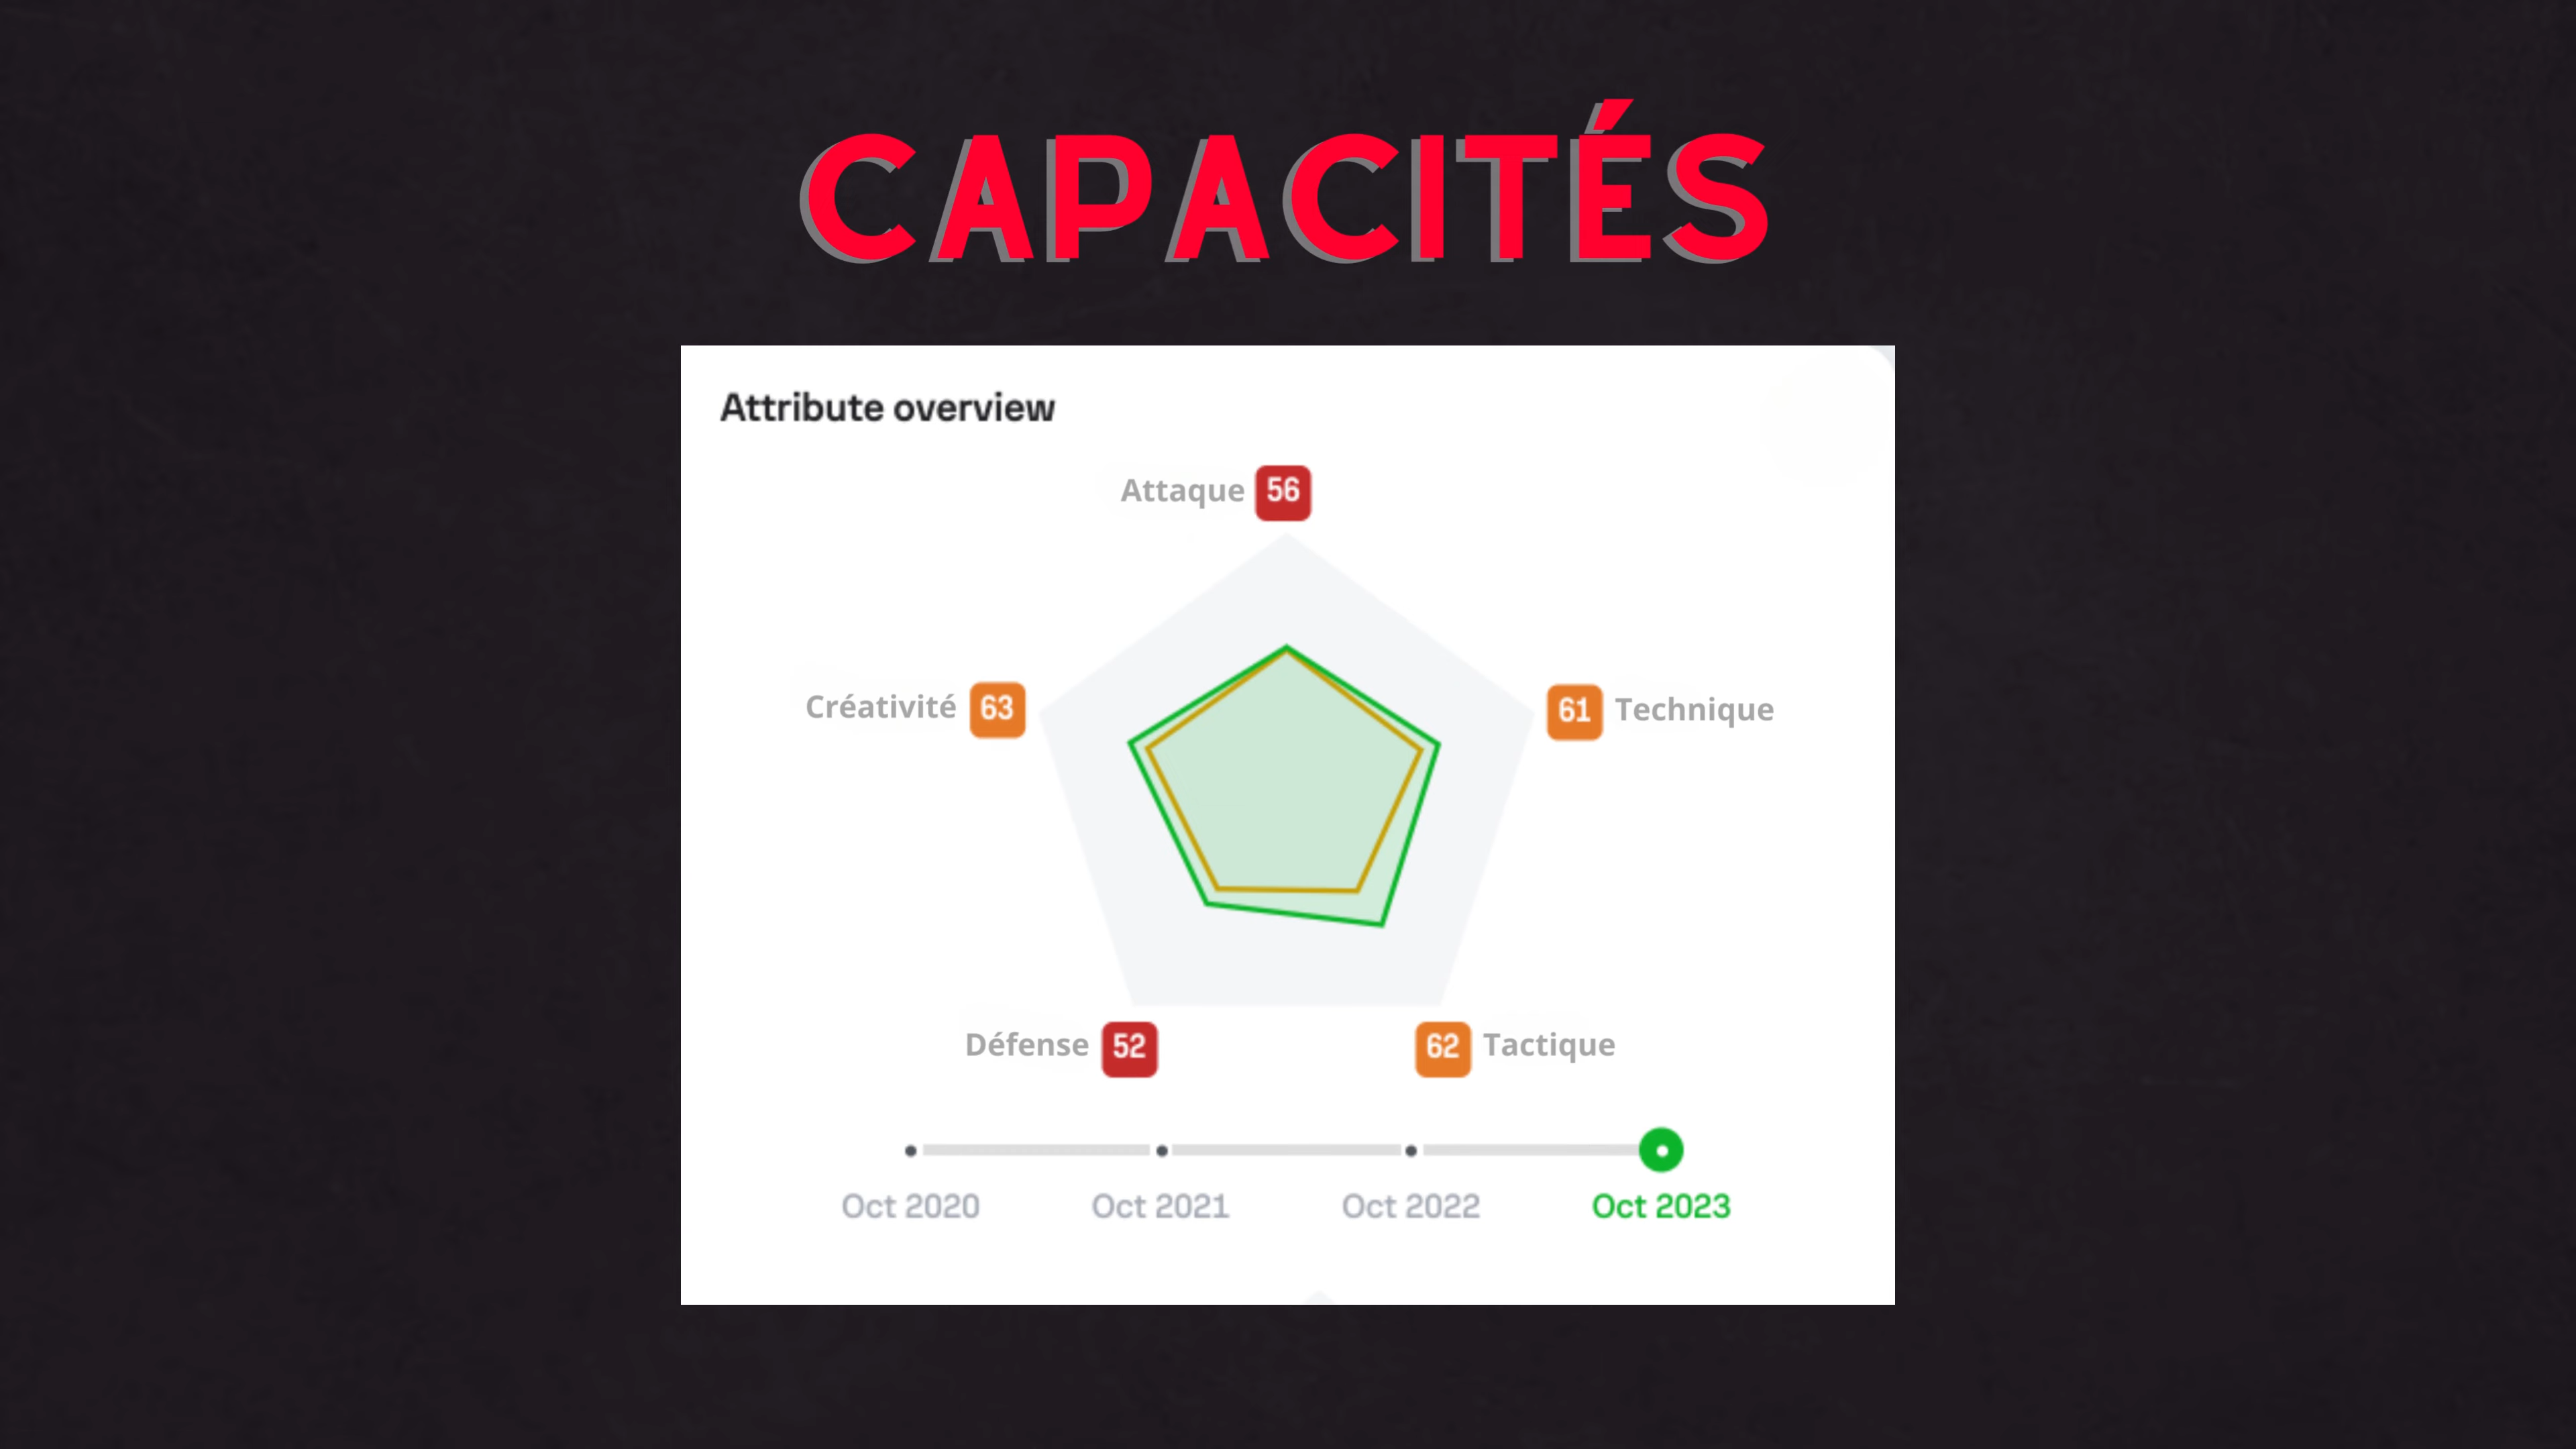 CAPACITÉS
Attribute overview
Attaque 56
Créativité 63
61 Technique
Défense 52
62 Tactique
Oct 2020 Oct 2021 Oct 2022 Oct 2023